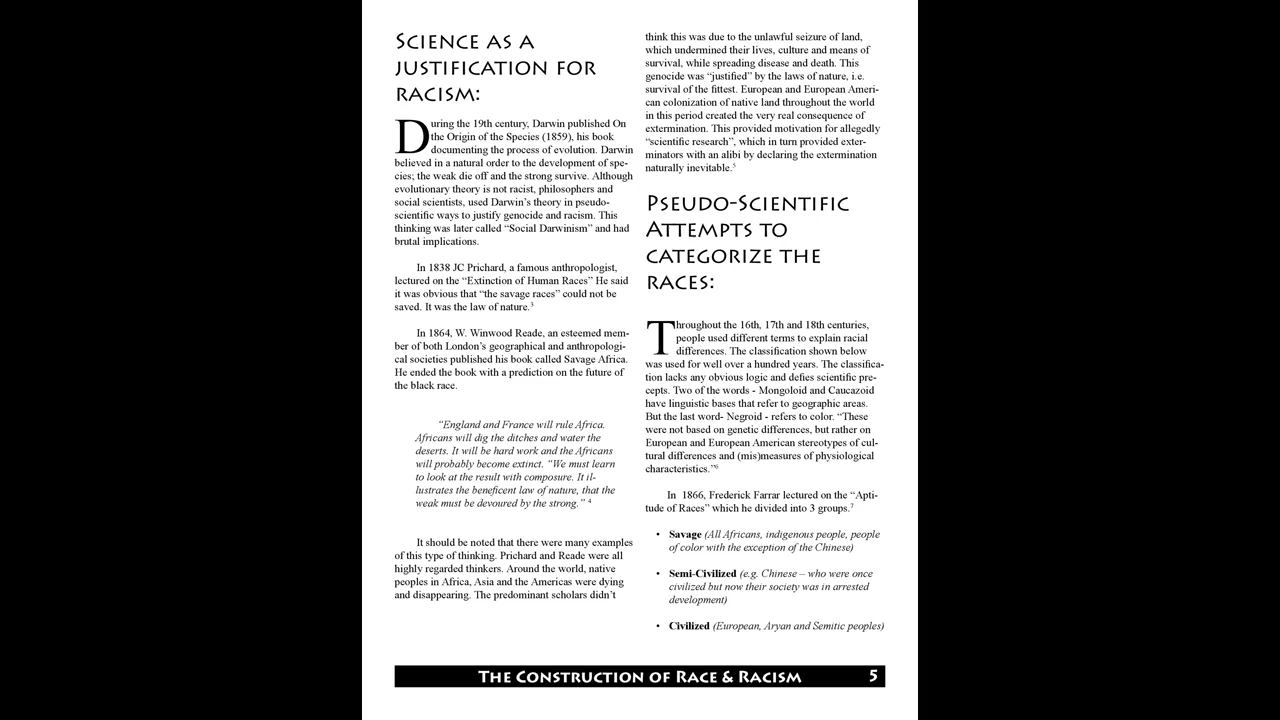 SCIENCE AS A
JUSTIFICATION FOR
RACISM:
During the 19th century, Darwin published On
the Origin of the Species (1859), his book
documenting the process of evolution. Darwin
believed in a natural order to the development of spe-
cies; the weak die off and the strong survive. Although
evolutionary theory is not racist, philosophers and
social scientists, used Darwin's theory in pseudo-
scientific ways to justify genocide and racism. This
thinking was later called "Social Darwinism" and had
brutal implications.
In 1838 JC Prichard, a famous anthropologist,
lectured on the "Extinction of Human Races" He said
it was obvious that "the savage races" could not be
saved. It was the law of nature.3
In 1864, W. Winwood Reade, an esteemed mem-
ber of both London's geographical and anthropologi-
cal societies published his book called Savage Africa.
He ended the book with a prediction on the future of
the black race.
"England and France will rule Africa.
Africans will dig the ditches and water the
deserts. It will be hard work and the Africans
will probably become extinct. "We must learn
to look at the result with composure. It il-
lustrates the beneficent law of nature, that the
weak must be devoured by the strong." 4
It should be noted that there were many examples
of this type of thinking. Prichard and Reade were all
highly regarded thinkers. Around the world, native
peoples in Africa, Asia and the Americas were dying
and disappearing. The predominant scholars didn't
think this was due to the unlawful seizure of land,
which undermined their lives, culture and means of
survival, while spreading disease and death. This
genocide was "justified" by the laws of nature, i.e.
survival of the fittest. European and European Ameri-
can colonization of native land throughout the world
in this period created the very real consequence of
extermination. This provided motivation for allegedly
"scientific research", which in turn provided exter-
minators with an alibi by declaring the extermination
naturally inevitable.5
PSEUDO-SCIENTIFIC
ATTEMPTS TO
CATEGORIZE THE
RACES:
Throughout the 16th, 17th and 18th centuries,
people used different terms to explain racial
differences. The classification shown below
was used for well over a hundred years. The classifica-
tion lacks any obvious logic and defies scientific pre-
cepts. Two of the words - Mongoloid and Caucazoid
have linguistic bases that refer to geographic areas.
But the last word- Negroid - refers to color. "These
were not based on genetic differences, but rather on
European and European American stereotypes of cul-
tural differences and (mis)measures of physiological
characteristics."6
In 1866, Frederick Farrar lectured on the "Apti-
tude of Races" which he divided into 3 groups.7
• Savage (All Africans, indigenous people, people
of color with the exception of the Chinese)
• Semi-Civilized (e.g. Chinese – who were once
civilized but now their society was in arrested
development)
• Civilized (European, Aryan and Semitic peoples)
THE CONSTRUCTION OF RACE & RACISM 5